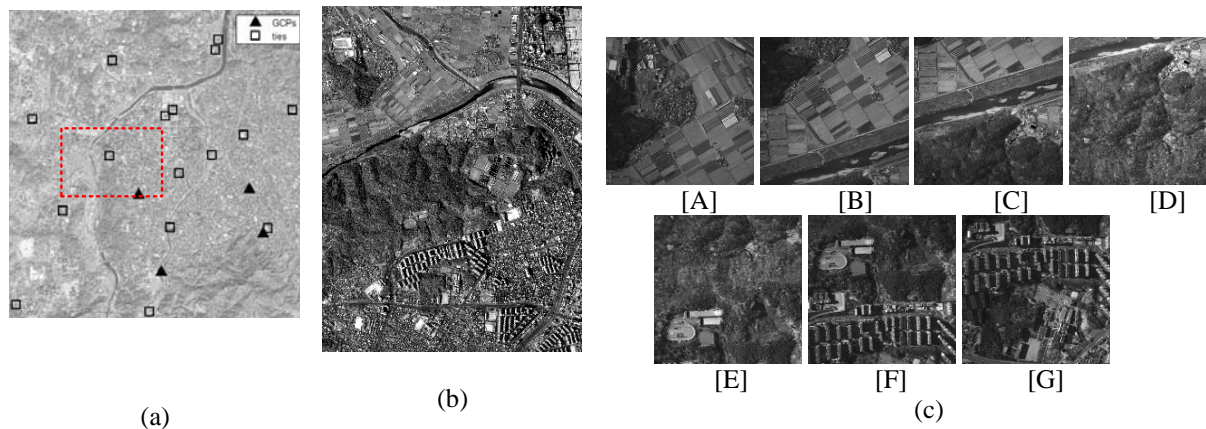 GCPs
ties
[A] [B] [C] [D]
[E] [F] [G]
(a) (b) (c)